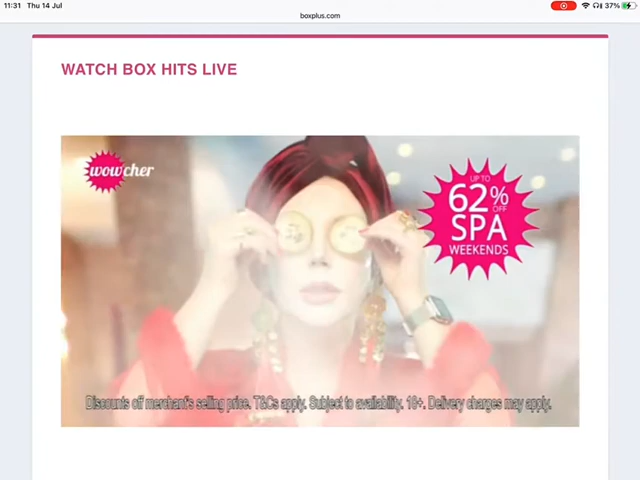 11:31 Thu 14 Jul
37%
boxplus.com
WATCH BOX HITS LIVE
wowcher
UP TO
62%
OFF
SPA
WEEKENDS
Discounts off merchant's selling price. T&Cs apply. Subject to availability. 18+. Delivery charges may apply.